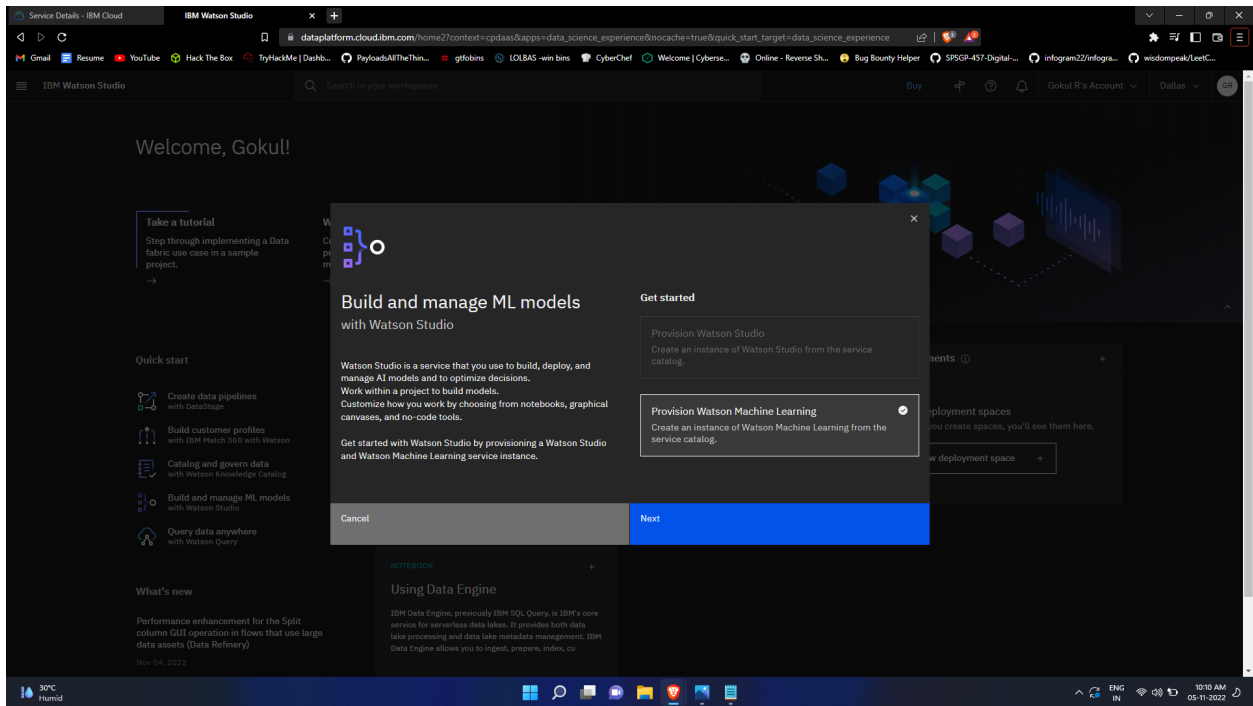 Service Details - IBM Cloud
IBM Watson Studio
dataplatform.cloud.ibm.com/home2?context=cpdaas&apps=data_science_experience&nocache=true&quick_start_target=data_science_experience
Gmail
Resume
YouTube
Hack The Box
TryHackMe | Dashb...
PayloadsAllTheThin...
gtfobins
LOLBAS -win bins
CyberChef
Welcome | Cyberse...
Online - Reverse Sh...
Bug Bounty Helper
SPSGP-457-Digital-...
infogram22/infogra...
wisdompeak/LeetC...
IBM Watson Studio
Search in your workspaces
Buy
Gokul R's Account
Dallas
GR
Welcome, Gokul!
Take a tutorial
Step through implementing a Data
fabric use case in a sample
project.
Build and manage ML models
with Watson Studio
Watson Studio is a service that you use to build, deploy, and
manage AI models and to optimize decisions.
Work within a project to build models.
Customize how you work by choosing from notebooks, graphical
canvases, and no-code tools.
Get started with Watson Studio by provisioning a Watson Studio
and Watson Machine Learning service instance.
Get started
Provision Watson Studio
Create an instance of Watson Studio from the service
catalog.
Provision Watson Machine Learning
Create an instance of Watson Machine Learning from the
service catalog.
Cancel
Next
Quick start
Create data pipelines
with DataStage
Build customer profiles
with IBM Match 360 with Watson
Catalog and govern data
with Watson Knowledge Catalog
Build and manage ML models
with Watson Studio
Query data anywhere
with Watson Query
ments
eployment spaces
you create spaces, you'll see them here.
w deployment space
What's new
Performance enhancement for the Split
column GUI operation in flows that use large
data assets (Data Refinery)
Nov 04, 2022
NOTEBOOK
Using Data Engine
IBM Data Engine, previously IBM SQL Query, is IBM's core
service for serverless data lakes. It provides both data
lake processing and data lake metadata management. IBM
Data Engine allows you to ingest, prepare, index, cu
30°C
Humid
ENG
IN
10:10 AM
05-11-2022